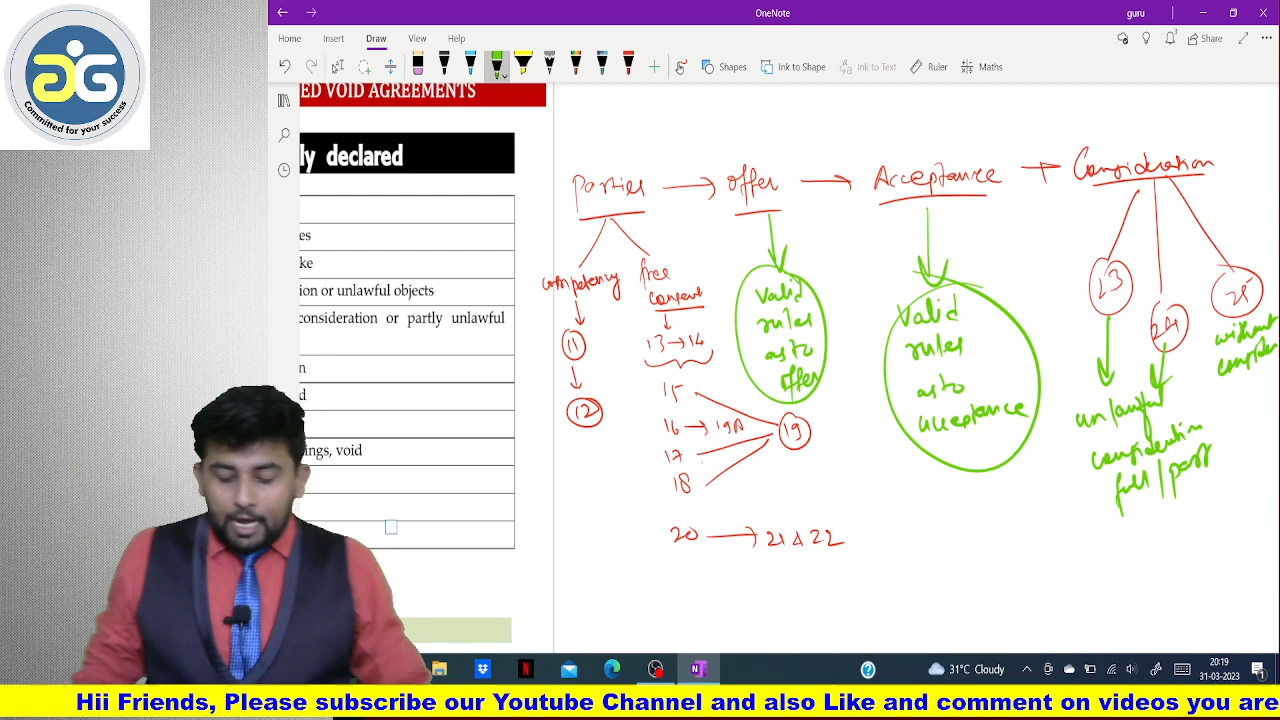 Committed for your success
OneNote
guru
Home
Insert
Draw
View
Help
3
Share
Shapes
Ink to Shape
Ink to Text
Ruler
Maths
ED VOID AGREEMENTS
ly declared
es
ke
tion or unlawful objects
consideration or partly unlawful
n
d
ings, void
Parties → offer → Acceptance → Consideration
competency
free
consent
11
12
13 → 14
15
16 → 19A
17
18
19
20 → 21 & 22
valid
rules
as to
offer
valid
rules
as to
acceptance
23
24
25
without
unlawful
consideration
full / part
31°C Cloudy
20:19
31-03-2023
1
Hii Friends, Please subscribe our Youtube Channel and also Like and comment on videos you are